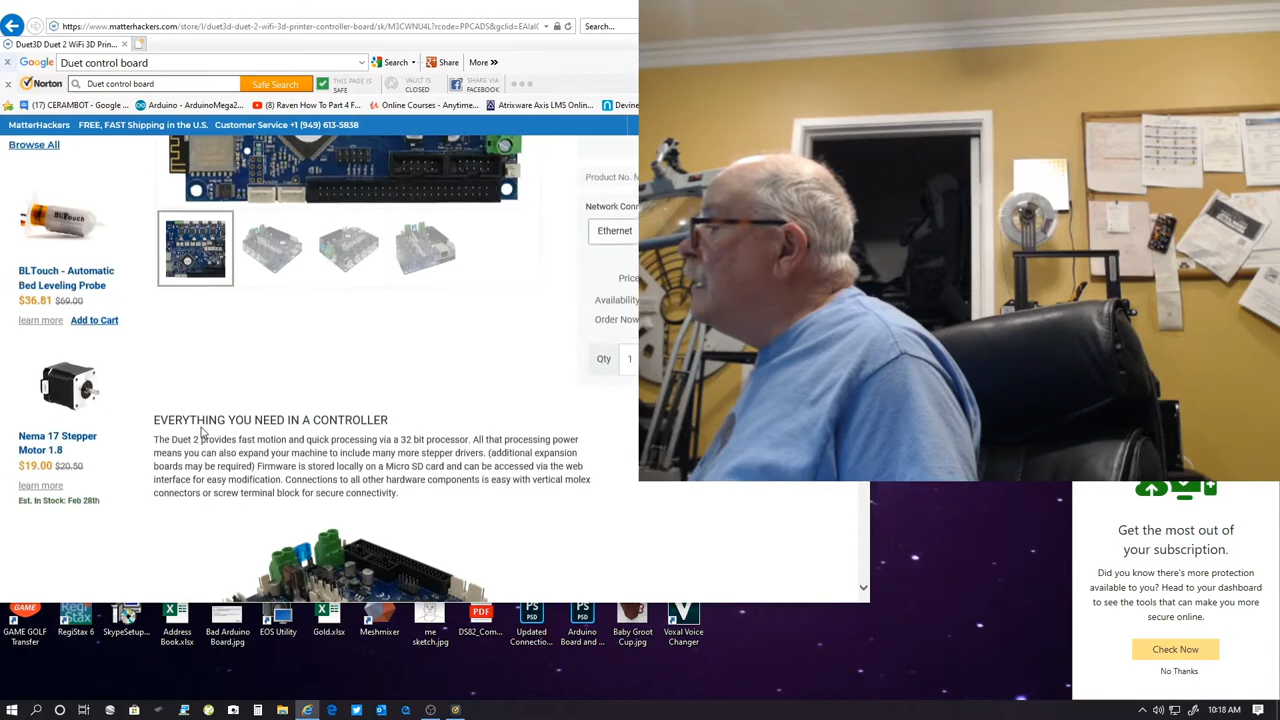 https://www.matterhackers.com/store/l/duet3d-duet-2-wifi-3d-printer-controller-board/sk/M3CWNU4L?rcode=PPCADS&gclid=EAIaI
Search...
Duet3D Duet 2 WiFi 3D Prin...
Google
Duet control board
Search
Share
More »
Norton
Duet control board
Safe Search
THIS PAGE IS
SAFE
VAULT IS
CLOSED
SHARE VIA
FACEBOOK
(17) CERAMBOT - Google ...
Arduino - ArduinoMega2...
(8) Raven How To Part 4 F...
Online Courses - Anytime...
Atrixware Axis LMS Onlin...
Devine
MatterHackers
FREE, FAST Shipping in the U.S.
Customer Service +1 (949) 613-5838
Browse All
Product No. M
Network Conn
Ethernet
Price
Availability
Order Now
Qty
1
BLTouch
BLTouch - Automatic
Bed Leveling Probe
$36.81 $69.00
learn more
Add to Cart
Nema 17 Stepper
Motor 1.8
$19.00 $20.50
learn more
Est. In Stock: Feb 28th
EVERYTHING YOU NEED IN A CONTROLLER
The Duet 2 provides fast motion and quick processing via a 32 bit processor. All that processing power
means you can also expand your machine to include many more stepper drivers. (additional expansion
boards may be required) Firmware is stored locally on a Micro SD card and can be accessed via the web
interface for easy modification. Connections to all other hardware components is easy with vertical molex
connectors or screw terminal block for secure connectivity.
Get the most out of
your subscription.
Did you know there's more protection
available to you? Head to your dashboard
to see the tools that can make you more
secure online.
Check Now
No Thanks
GAME GOLF
Transfer
RegiStax 6
SkypeSetup...
Address
Book.xlsx
Bad Arduino
Board.jpg
EOS Utility
Gold.xlsx
Meshmixer
me
sketch.jpg
PDF
DS82_Com...
PSD
Updated
Connectio...
PSD
Arduino
Board and ...
Baby Groot
Cup.jpg
Voxal Voice
Changer
10:18 AM